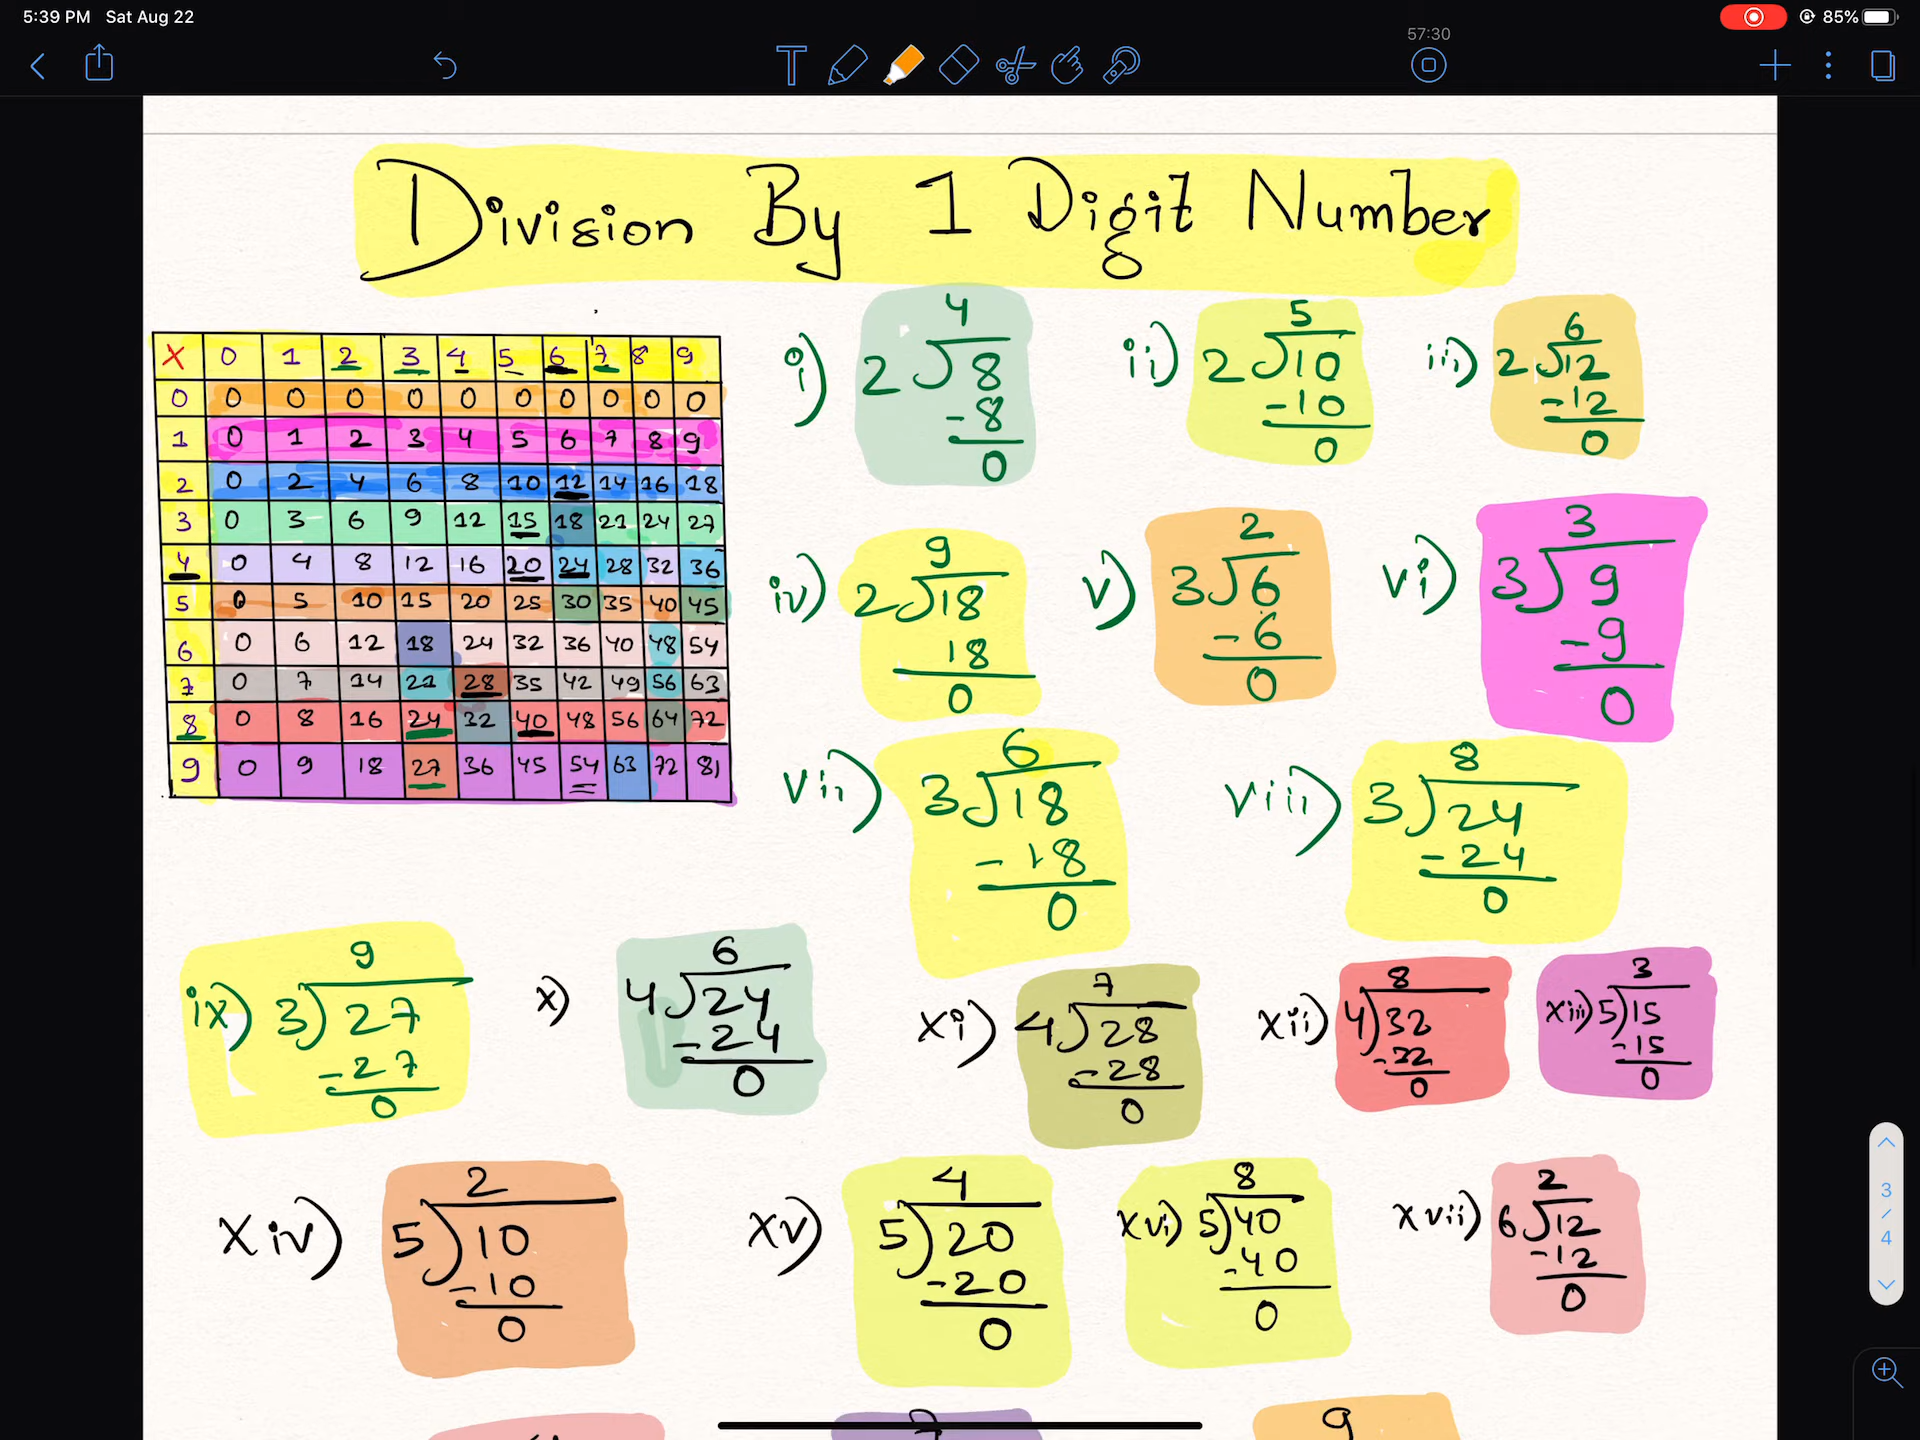 5:39 PM Sat Aug 22
85%
57:30
Division By 1 Digit Number
X 0 1 2 3 4 5 6 7 8 9
0 0 0 0 0 0 0 0 0 0 0
1 0 1 2 3 4 5 6 7 8 9
2 0 2 4 6 8 10 12 14 16 18
3 0 3 6 9 12 15 18 21 24 27
4 0 4 8 12 16 20 24 28 32 36
5 0 5 10 15 20 25 30 35 40 45
6 0 6 12 18 24 32 36 40 48 54
7 0 7 14 21 28 35 42 49 56 63
8 0 8 16 24 32 40 48 56 64 72
9 0 9 18 27 36 45 54 63 72 81
4
i) 2 8
-8
0
5
ii) 2 10
-10
0
6
iii) 2 12
-12
0
9
iv) 2 18
18
0
2
v) 3 6
-6
0
3
vi) 3 9
-9
0
6
vii) 3 18
-18
0
8
viii) 3 24
-24
0
9
ix) 3 27
-27
0
6
x) 4 24
-24
0
7
xi) 4 28
-28
0
8
xii) 4 32
-32
0
3
xiii) 5 15
-15
0
2
xiv) 5 10
-10
0
4
xv) 5 20
-20
0
8
xvi) 5 40
-40
0
2
xvii) 6 12
-12
0
9
3
/
4